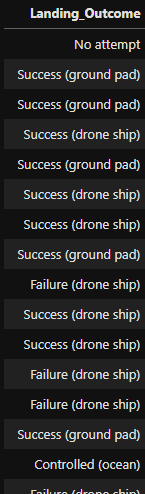 Landing_Outcome
No attempt
Success (ground pad)
Success (ground pad)
Success (drone ship)
Success (ground pad)
Success (drone ship)
Success (drone ship)
Success (ground pad)
Failure (drone ship)
Success (drone ship)
Success (drone ship)
Failure (drone ship)
Failure (drone ship)
Success (ground pad)
Controlled (ocean)
Failure (drone ship)